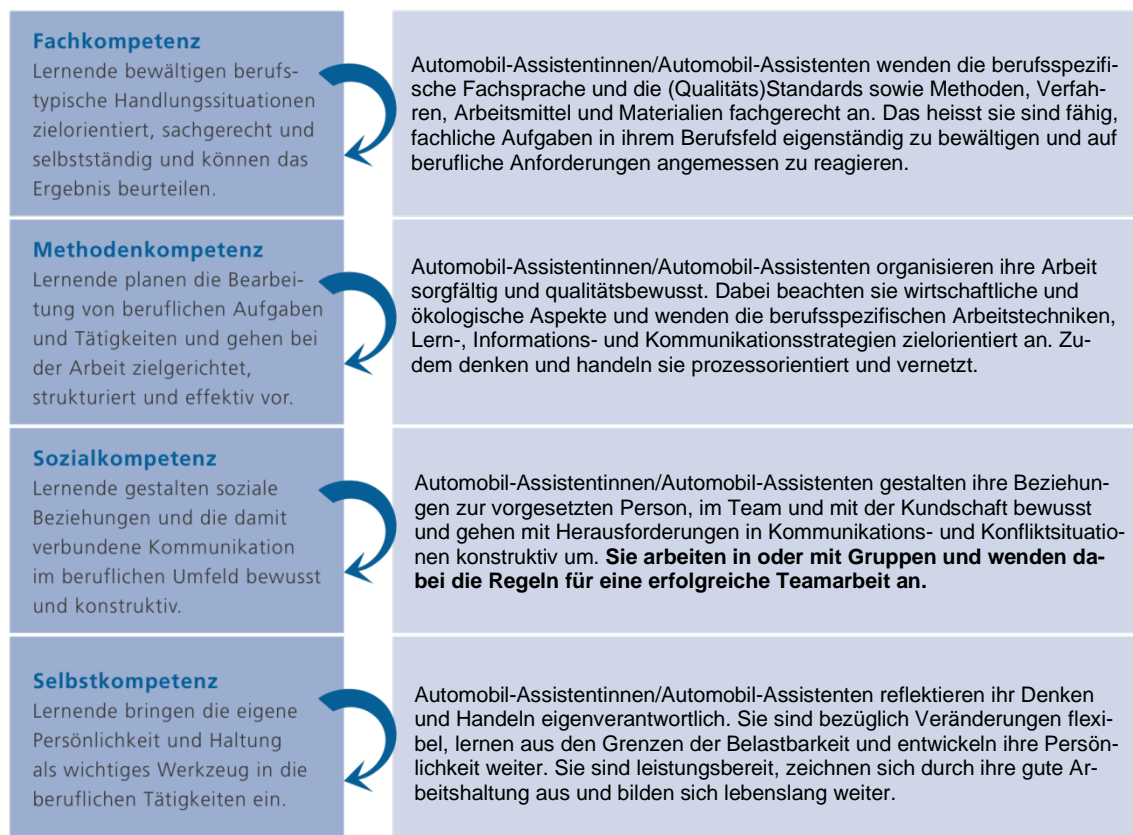 Fachkompetenz
Lernende bewältigen berufs-
typische Handlungssituationen
zielorientiert, sachgerecht und
selbstständig und können das
Ergebnis beurteilen.
Automobil-Assistentinnen/Automobil-Assistenten wenden die berufsspezifi-
sche Fachsprache und die (Qualitäts)Standards sowie Methoden, Verfah-
ren, Arbeitsmittel und Materialien fachgerecht an. Das heisst sie sind fähig,
fachliche Aufgaben in ihrem Berufsfeld eigenständig zu bewältigen und auf
berufliche Anforderungen angemessen zu reagieren.
Methodenkompetenz
Lernende planen die Bearbei-
tung von beruflichen Aufgaben
und Tätigkeiten und gehen bei
der Arbeit zielgerichtet,
strukturiert und effektiv vor.
Automobil-Assistentinnen/Automobil-Assistenten organisieren ihre Arbeit
sorgfältig und qualitätsbewusst. Dabei beachten sie wirtschaftliche und
ökologische Aspekte und wenden die berufsspezifischen Arbeitstechniken,
Lern-, Informations- und Kommunikationsstrategien zielorientiert an. Zu-
dem denken und handeln sie prozessorientiert und vernetzt.
Sozialkompetenz
Lernende gestalten soziale
Beziehungen und die damit
verbundene Kommunikation
im beruflichen Umfeld bewusst
und konstruktiv.
Automobil-Assistentinnen/Automobil-Assistenten gestalten ihre Beziehun-
gen zur vorgesetzten Person, im Team und mit der Kundschaft bewusst
und gehen mit Herausforderungen in Kommunikations- und Konfliktsituatio-
nen konstruktiv um. Sie arbeiten in oder mit Gruppen und wenden da-
bei die Regeln für eine erfolgreiche Teamarbeit an.
Selbstkompetenz
Lernende bringen die eigene
Persönlichkeit und Haltung
als wichtiges Werkzeug in die
beruflichen Tätigkeiten ein.
Automobil-Assistentinnen/Automobil-Assistenten reflektieren ihr Denken
und Handeln eigenverantwortlich. Sie sind bezüglich Veränderungen flexi-
bel, lernen aus den Grenzen der Belastbarkeit und entwickeln ihre Persön-
lichkeit weiter. Sie sind leistungsbereit, zeichnen sich durch ihre gute Ar-
beitshaltung aus und bilden sich lebenslang weiter.